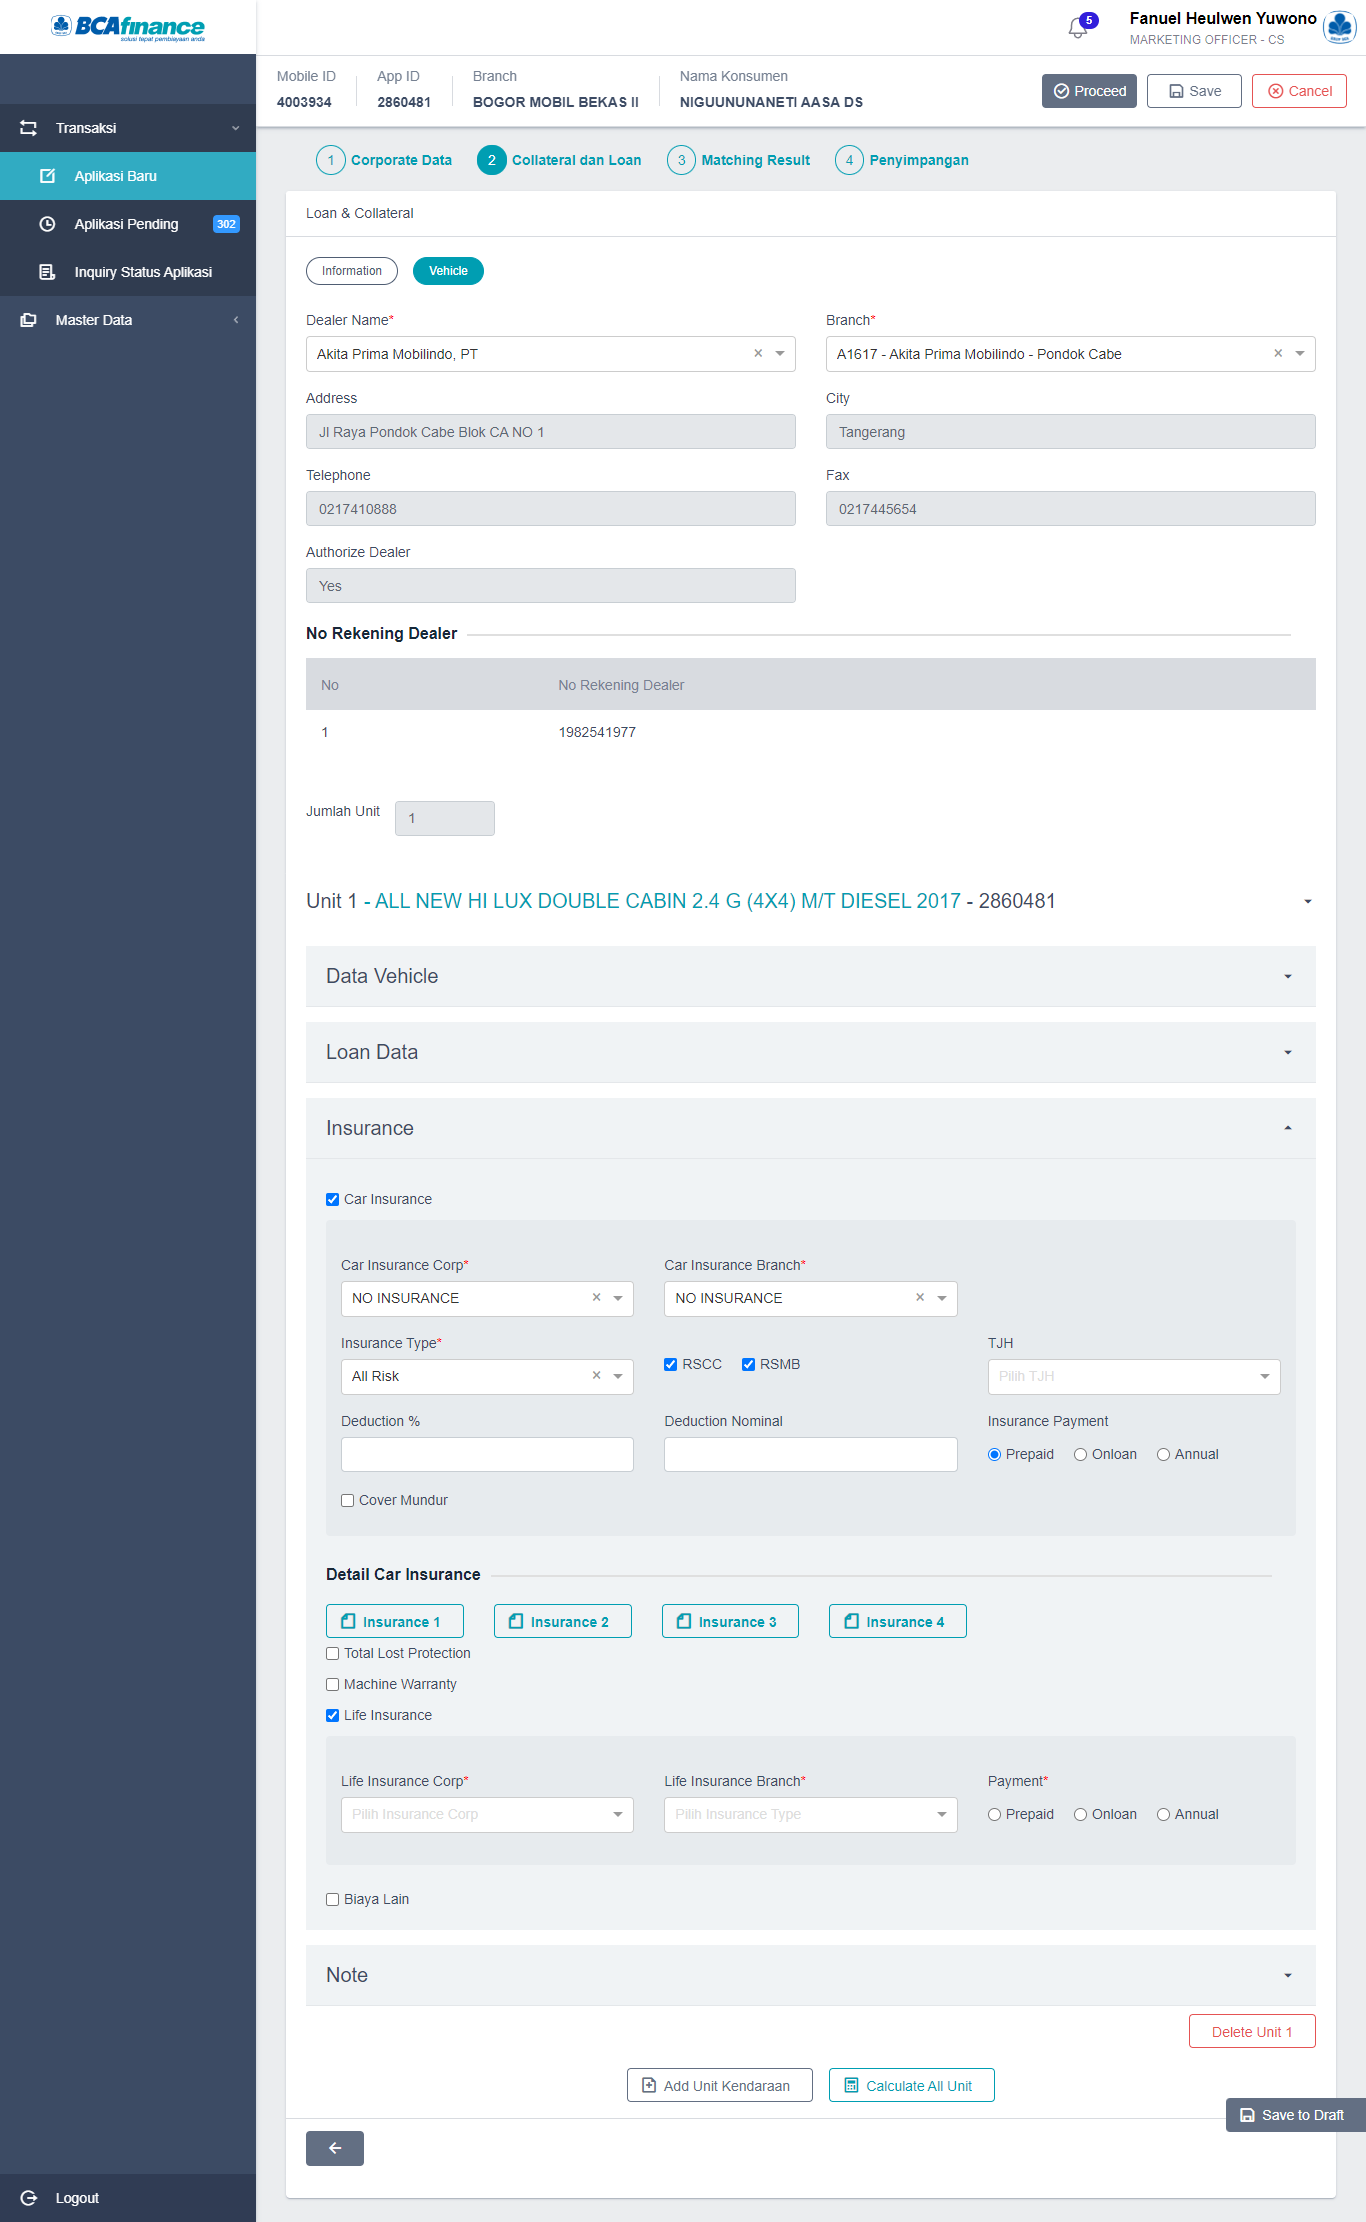 BCAfinance
solusi tepat pembiayaan anda
5
Fanuel Heulwen Yuwono
MARKETING OFFICER - CS
Mobile ID
4003934
App ID
2860481
Branch
BOGOR MOBIL BEKAS II
Nama Konsumen
NIGUUNUNANETI AASA DS
Proceed
Save
Cancel
Transaksi
Aplikasi Baru
Aplikasi Pending 302
Inquiry Status Aplikasi
Master Data
1 Corporate Data
2 Collateral dan Loan
3 Matching Result
4 Penyimpangan
Loan & Collateral
Information
Vehicle
Dealer Name*
Akita Prima Mobilindo, PT
Branch*
A1617 - Akita Prima Mobilindo - Pondok Cabe
Address
Jl Raya Pondok Cabe Blok CA NO 1
City
Tangerang
Telephone
0217410888
Fax
0217445654
Authorize Dealer
Yes
No Rekening Dealer
No No Rekening Dealer
1 1982541977
Jumlah Unit 1
Unit 1 - ALL NEW HI LUX DOUBLE CABIN 2.4 G (4X4) M/T DIESEL 2017 - 2860481
Data Vehicle
Loan Data
Insurance
Car Insurance
Car Insurance Corp*
NO INSURANCE
Car Insurance Branch*
NO INSURANCE
Insurance Type*
All Risk
RSCC RSMB
TJH
Pilih TJH
Deduction %
Deduction Nominal
Insurance Payment
Prepaid Onloan Annual
Cover Mundur
Detail Car Insurance
Insurance 1
Insurance 2
Insurance 3
Insurance 4
Total Lost Protection
Machine Warranty
Life Insurance
Life Insurance Corp*
Pilih Insurance Corp
Life Insurance Branch*
Pilih Insurance Type
Payment*
Prepaid Onloan Annual
Biaya Lain
Note
Delete Unit 1
Add Unit Kendaraan
Calculate All Unit
Save to Draft
Logout